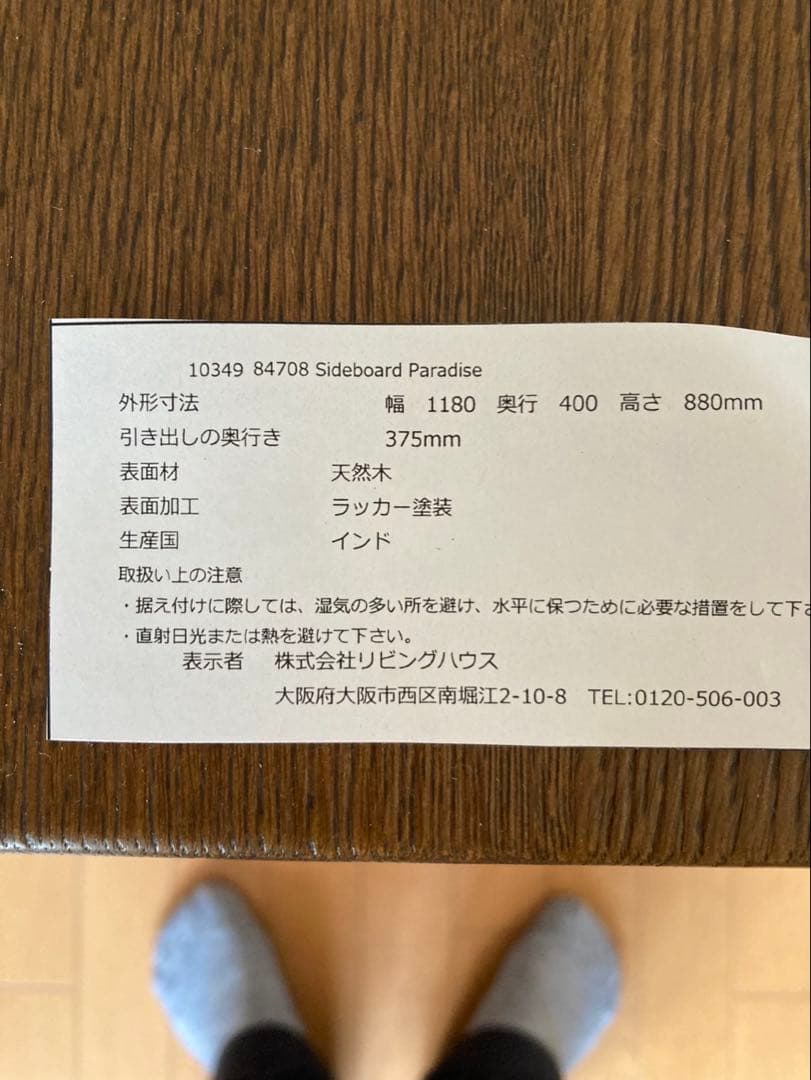 10349 84708 Sideboard Paradise
外形寸法 幅 1180 奥行 400 高さ 880mm
引き出しの奥行き 375mm
表面材 天然木
表面加工 ラッカー塗装
生産国 インド
取扱い上の注意
・据え付けに際しては、湿気の多い所を避け、水平に保つために必要な措置をして下さ
・直射日光または熱を避けて下さい。
表示者 株式会社リビングハウス
大阪府大阪市西区南堀江2-10-8 TEL:0120-506-003